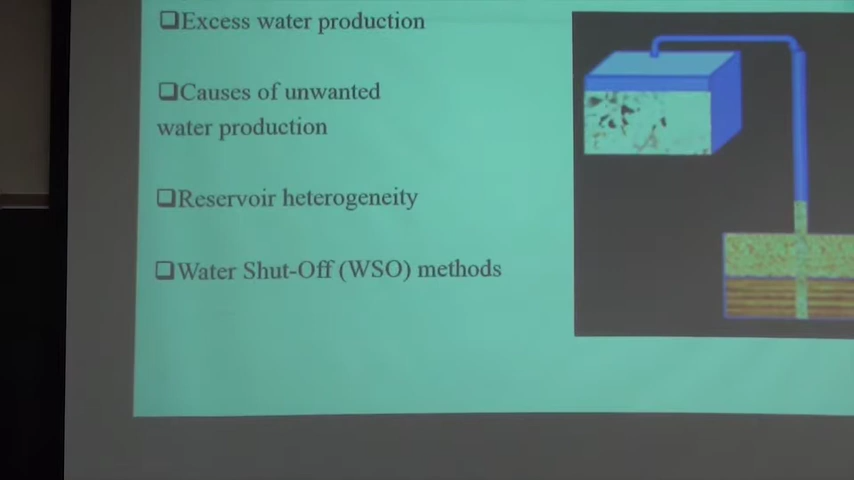 ❑Excess water production
❑Causes of unwanted
water production
❑Reservoir heterogeneity
❑Water Shut-Off (WSO) methods